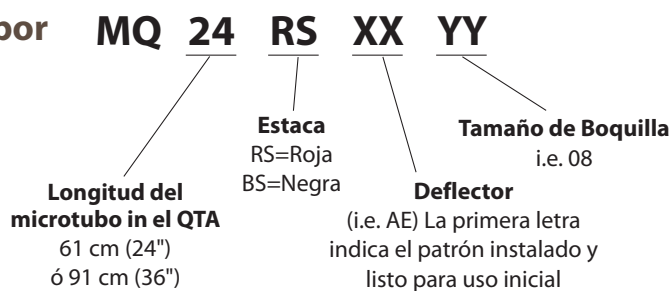 por MQ 24 RS XX YY
Estaca
RS=Roja
BS=Negra
Tamaño de Boquilla
i.e. 08
Longitud del
microtubo in el QTA
61 cm (24")
ó 91 cm (36")
Deflector
(i.e. AE) La primera letra
indica el patrón instalado y
listo para uso inicial